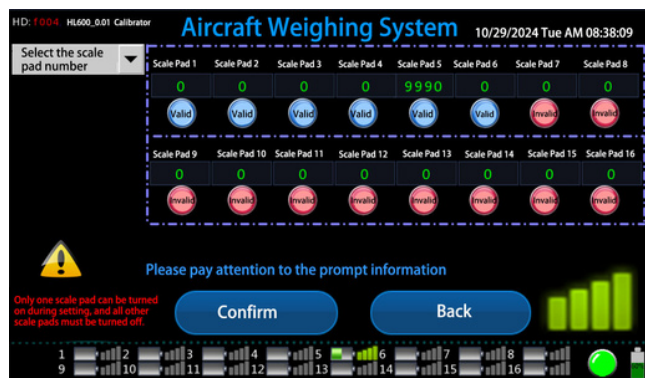 HD: 1004 HL600_0.01 Calibrator Aircraft Weighing System 10/29/2024 Tue AM 08:38:09
Select the scale
pad number
Scale Pad 1 Scale Pad 2 Scale Pad 3 Scale Pad 4 Scale Pad 5 Scale Pad 6 Scale Pad 7 Scale Pad 8
0 0 0 0 9990 0 0 0
Valid Valid Valid Valid Valid Valid Invalid Invalid
Scale Pad 9 Scale Pad 10 Scale Pad 11 Scale Pad 12 Scale Pad 13 Scale Pad 14 Scale Pad 15 Scale Pad 16
0 0 0 0 0 0 0 0
Invalid Invalid Invalid Invalid Invalid Invalid Invalid Invalid
Please pay attention to the prompt information
Only one scale pad can be turned
on during setting, and all other
scale pads must be turned off.
Confirm Back
1 2 3 4 5 6 7 8
9 10 11 12 13 14 15 16